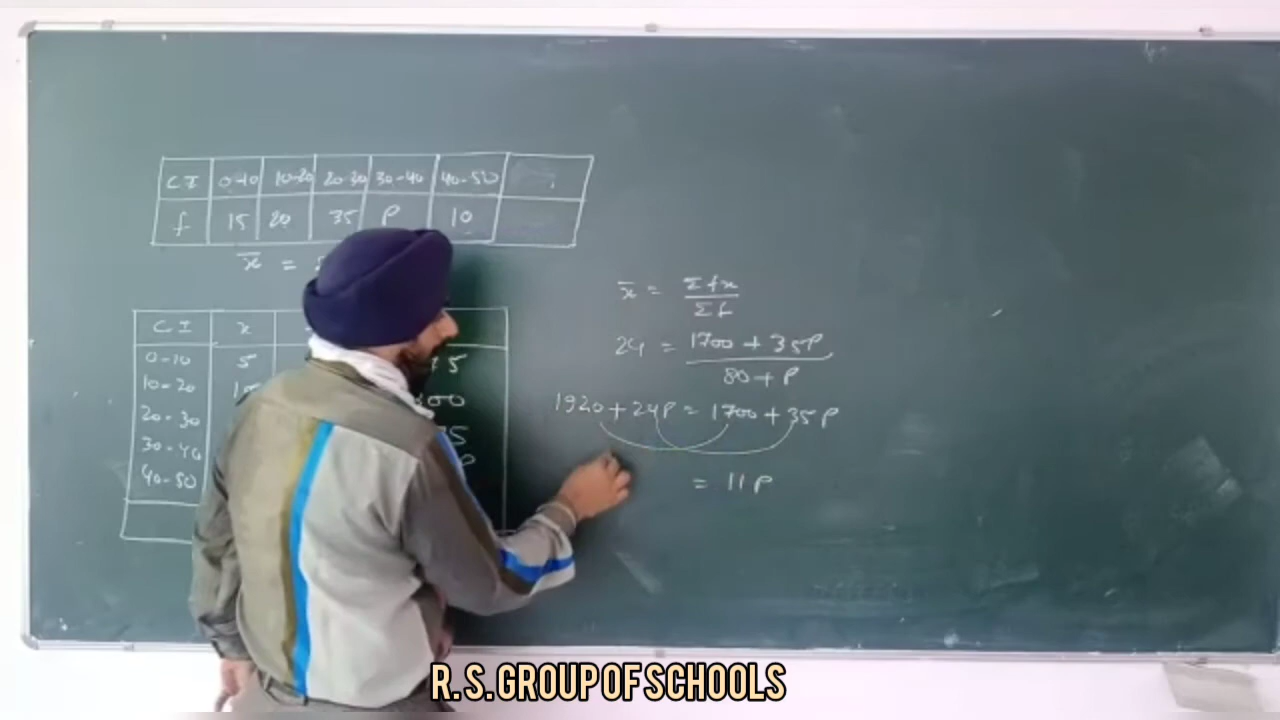 C I 0-10 10-20 20-30 30-40 40-50
f 15 20 35 P 10
x̄ =
C I x
0-10 5
10-20
20-30
30-40
40-50
x̄ = Σfx / Σf
24 = 1700 + 35P / 80 + P
1920 + 24P = 1700 + 35P
= 11P
R.S.GROUP OF SCHOOLS